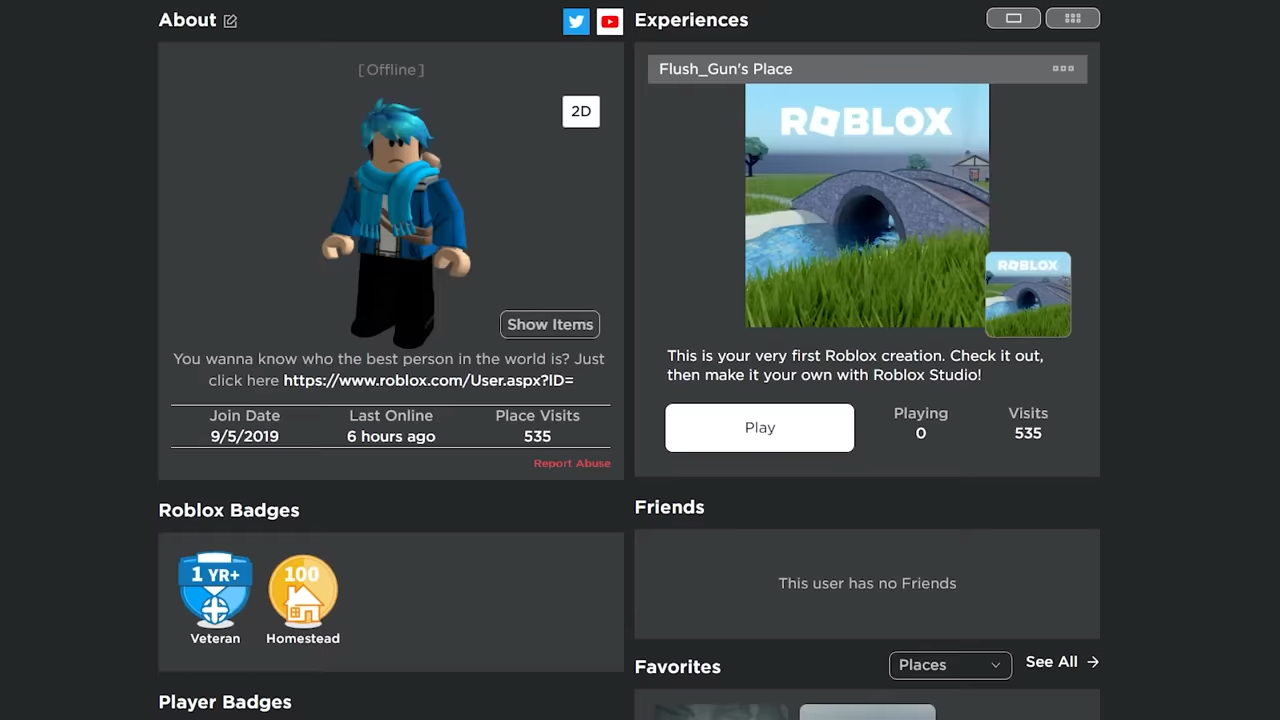 About
[ Offline ]
2D
Show Items
You wanna know who the best person in the world is? Just
click here https://www.roblox.com/User.aspx?ID=
Join Date
Last Online
Place Visits
9/5/2019
6 hours ago
535
Report Abuse
Roblox Badges
1 YR+
100
Veteran
Homestead
Player Badges
Experiences
Flush_Gun's Place
ROBLOX
ROBLOX
This is your very first Roblox creation. Check it out,
then make it your own with Roblox Studio!
Play
Playing
Visits
0
535
Friends
This user has no Friends
Favorites
Places
See All